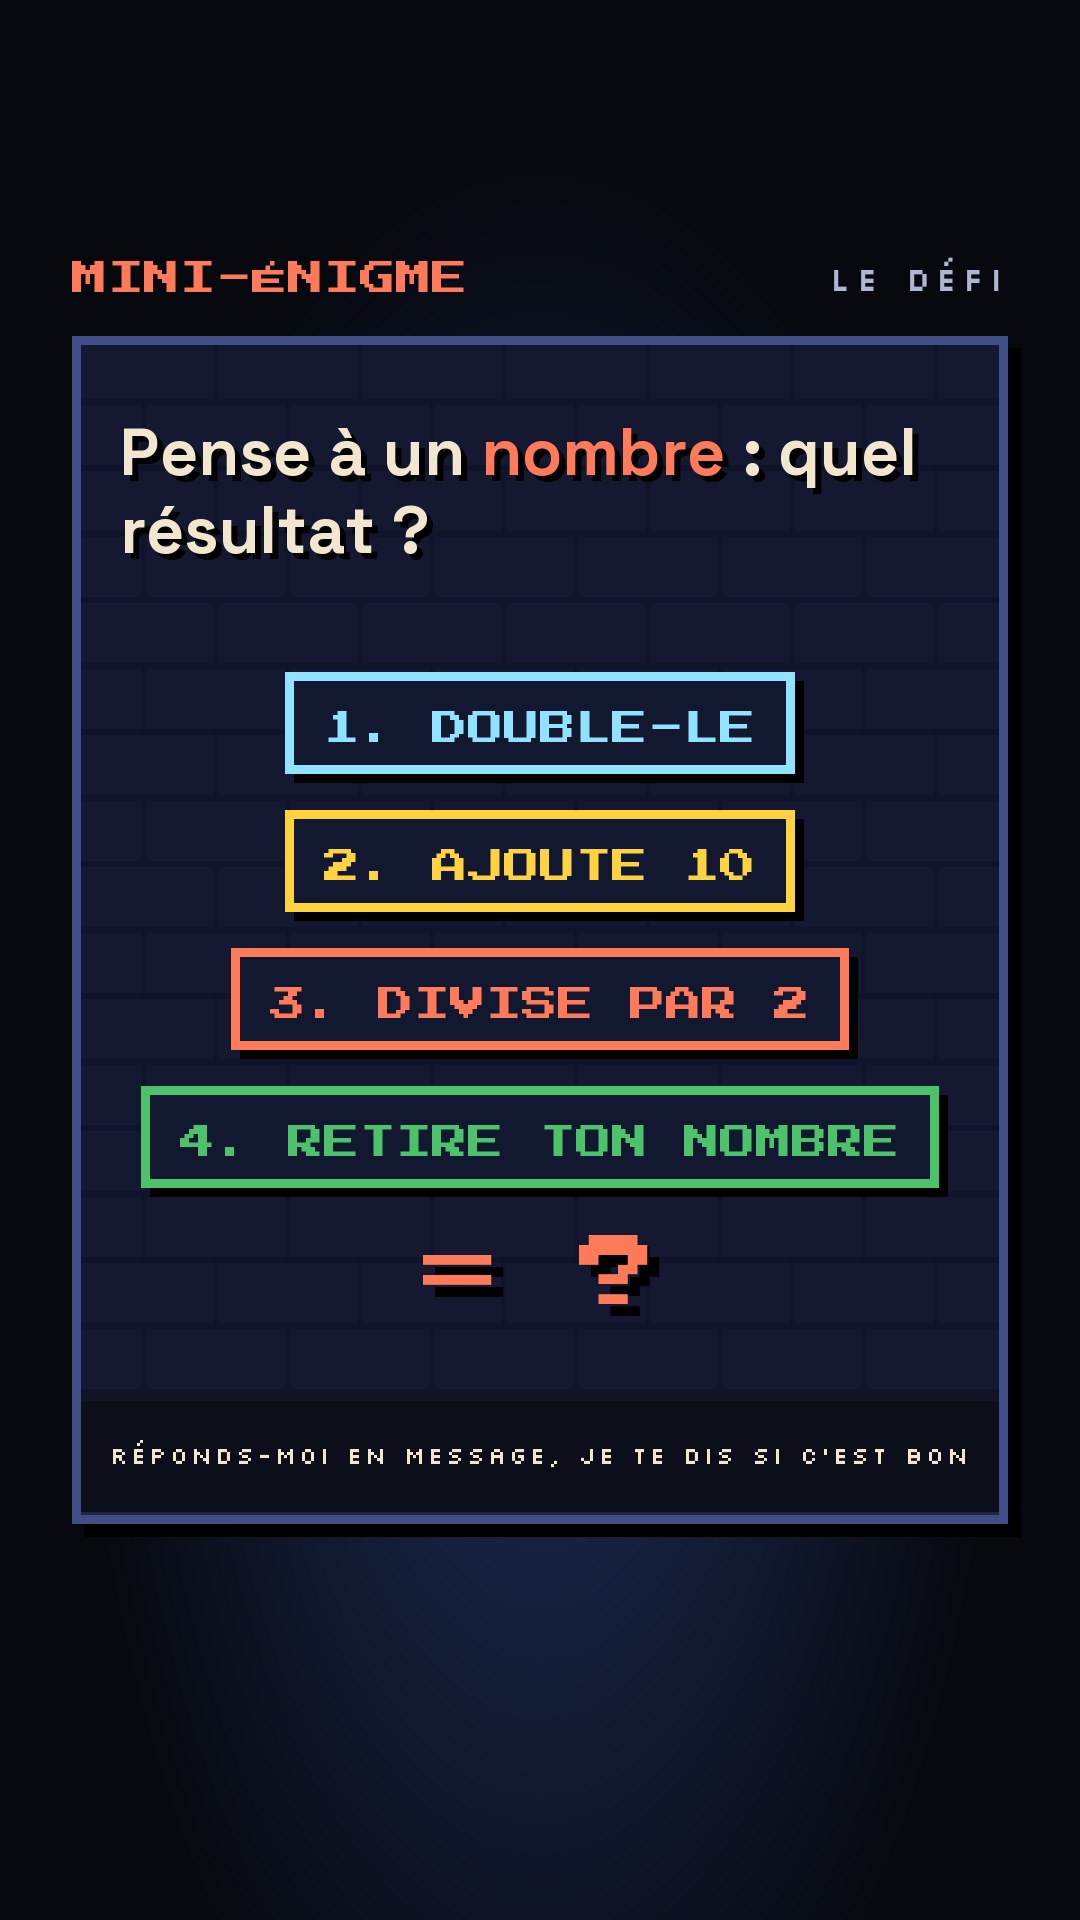 MINI-ÉNIGME
LE DÉFI
Pense à un nombre : quel
résultat ?
1. DOUBLE-LE
2. AJOUTE 10
3. DIVISE PAR 2
4. RETIRE TON NOMBRE
= ?
RÉPONDS-MOI EN MESSAGE, JE TE DIS SI C'EST BON